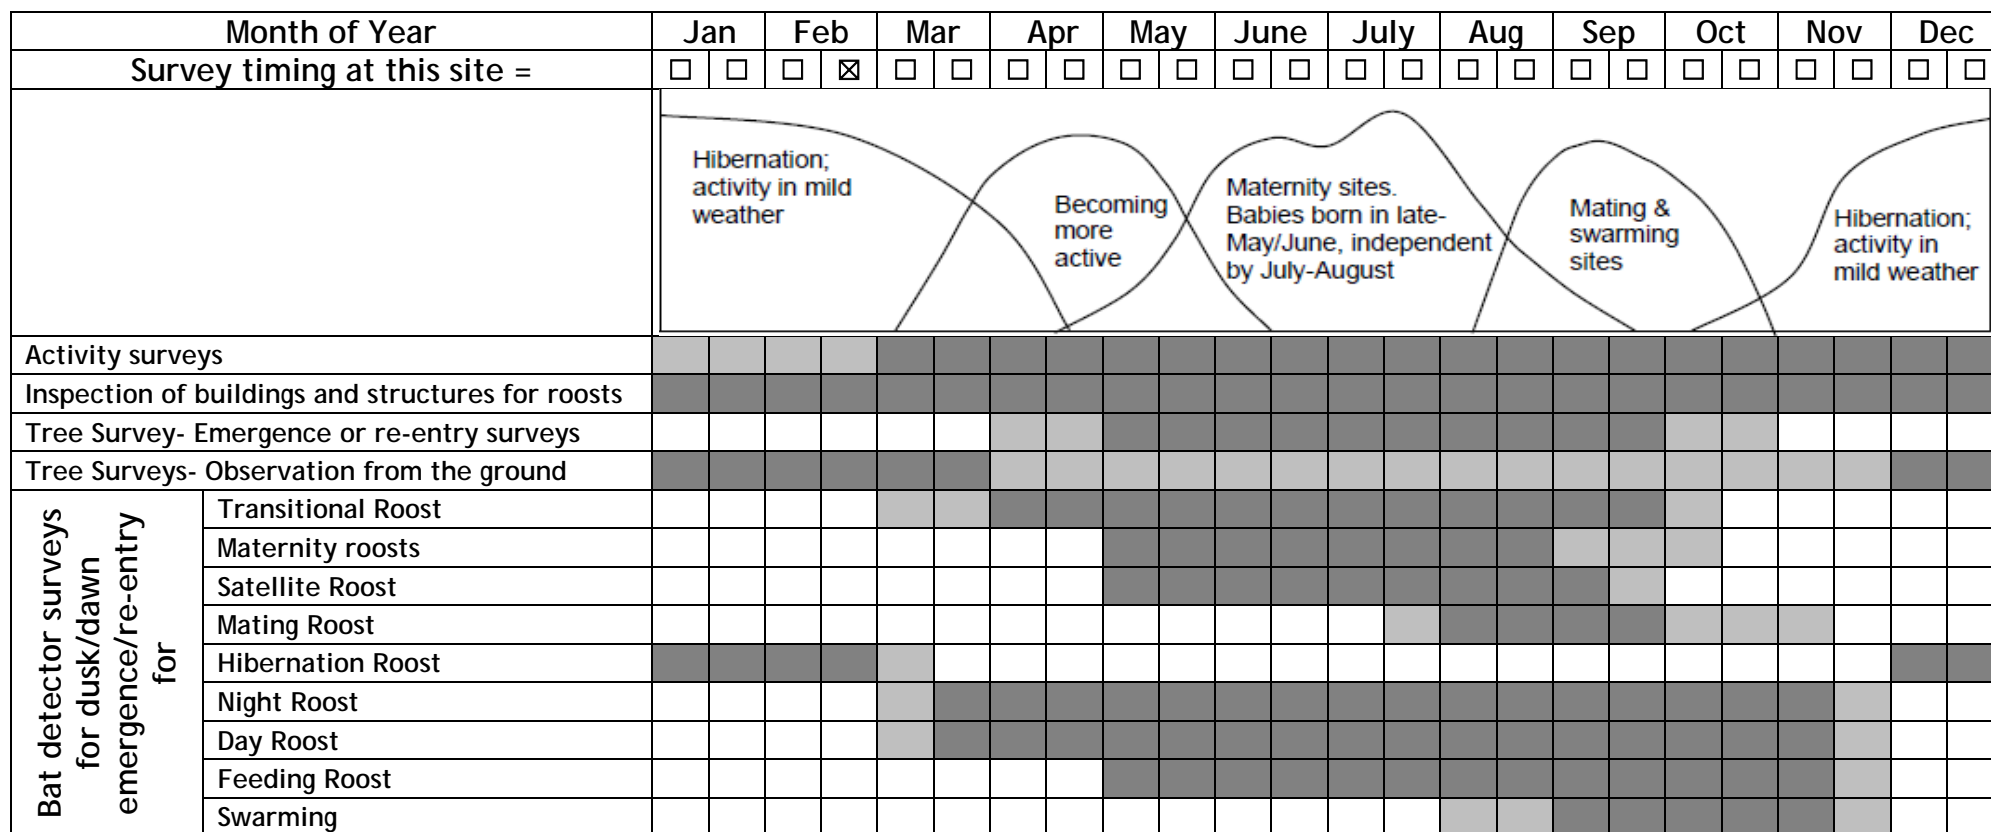 Month of Year Jan Feb Mar Apr May June July Aug Sep Oct Nov Dec
Survey timing at this site = ☐ ☐ ☐ ☒ ☐ ☐ ☐ ☐ ☐ ☐ ☐ ☐ ☐ ☐ ☐ ☐ ☐ ☐ ☐ ☐ ☐ ☐ ☐ ☐
Hibernation;
activity in mild
weather
Becoming
more
active
Maternity sites.
Babies born in late-
May/June, independent
by July-August
Mating &
swarming
sites
Hibernation;
activity in
mild weather
Activity surveys
Inspection of buildings and structures for roosts
Tree Survey- Emergence or re-entry surveys
Tree Surveys- Observation from the ground
Bat detector surveys
for dusk/dawn
emergence/re-entry
for
Transitional Roost
Maternity roosts
Satellite Roost
Mating Roost
Hibernation Roost
Night Roost
Day Roost
Feeding Roost
Swarming